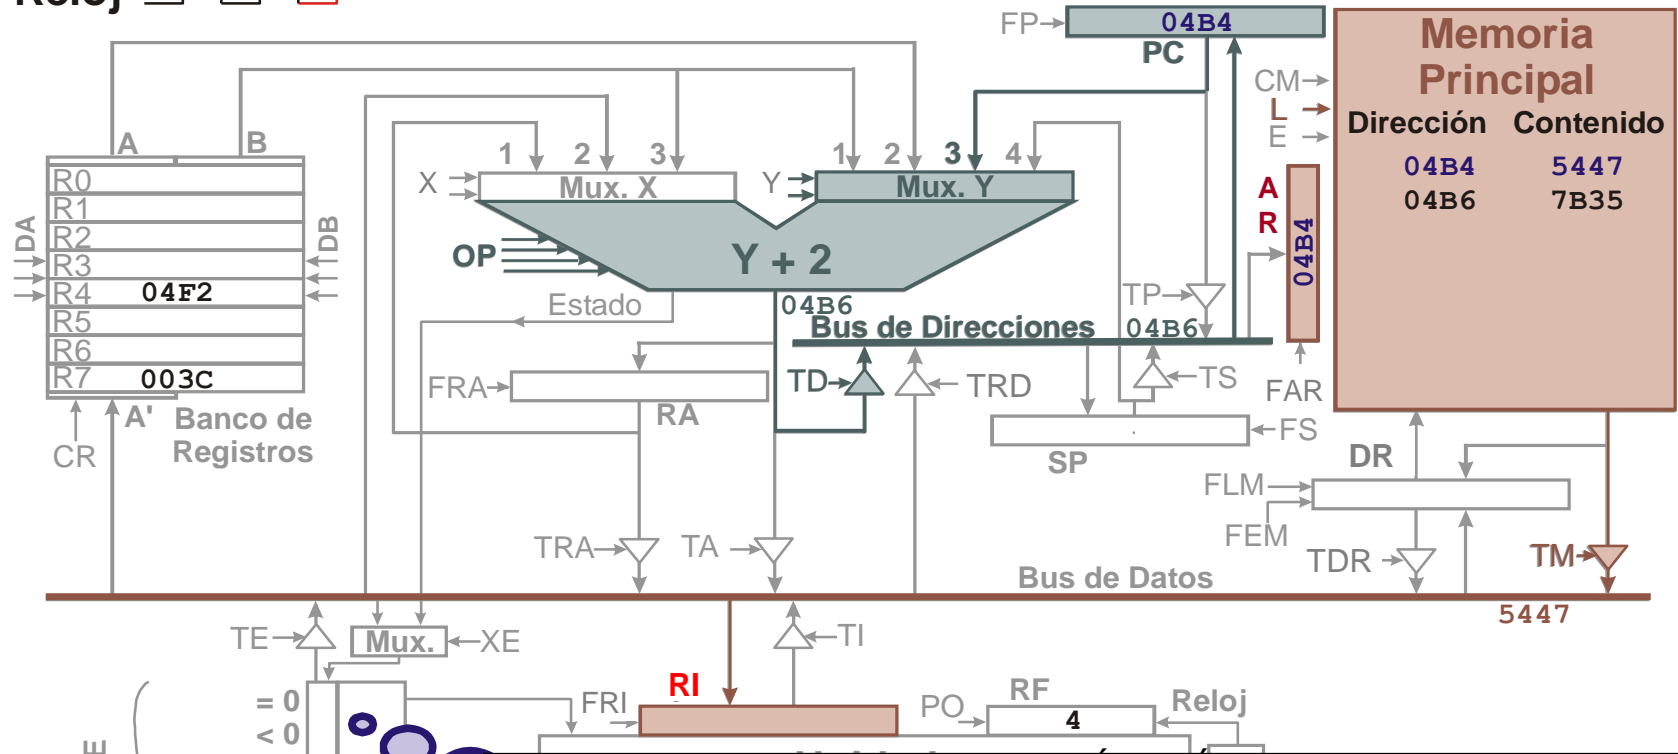 Reloj
FP
04B4
PC
Memoria
Principal
Dirección Contenido
04B4 5447
04B6 7B35
CM
L
E
A B
R0
R1
R2
R3
R4 04F2
R5
R6
R7 003C
DA
DB
A'
CR
Banco de
Registros
1 2 3
X
Mux. X
1 2 3 4
Y
Mux. Y
OP
Y + 2
Estado
04B6
Bus de Direcciones 04B6
TP
A
R
04B4
FAR
FRA
RA
TD
TRD
TS
FS
SP
DR
FLM
FEM
TRA
TA
TDR
TM
Bus de Datos
5447
TE
Mux.
XE
TI
= 0
< 0
E
FRI
RI
PO
RF
4
Reloj